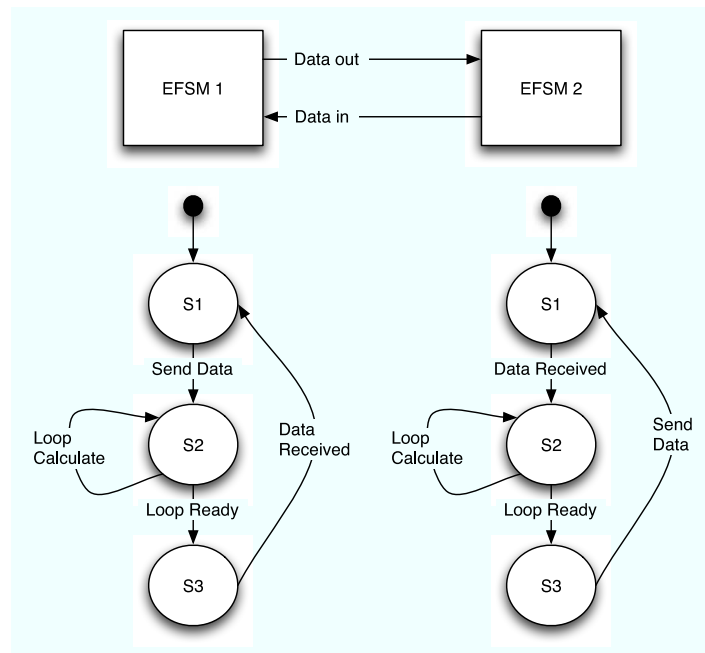 EFSM 1
Data out
EFSM 2
Data in
S1
Send Data
S2
Loop
Calculate
Data
Received
Loop Ready
S3
S1
Data Received
S2
Loop
Calculate
Send
Data
Loop Ready
S3